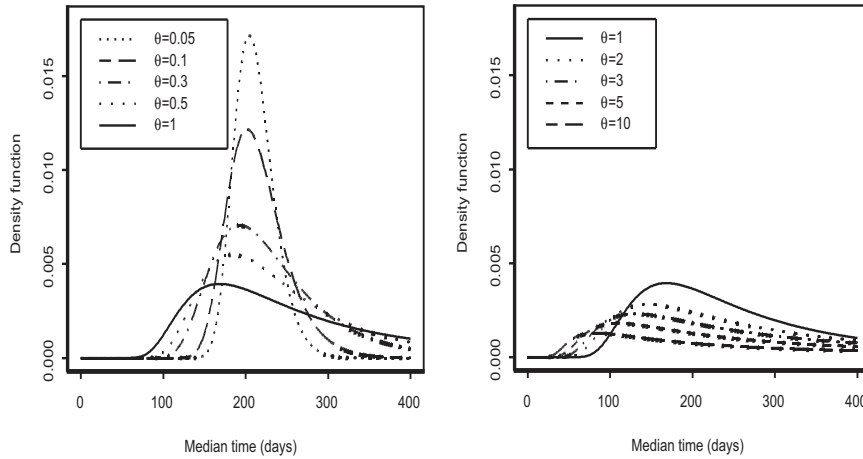 θ=0.05
θ=0.1
θ=0.3
θ=0.5
θ=1
Density function
0.015
0.010
0.005
0.000
0 100 200 300 400
Median time (days)
θ=1
θ=2
θ=3
θ=5
θ=10
Density function
0.015
0.010
0.005
0.000
0 100 200 300 400
Median time (days)